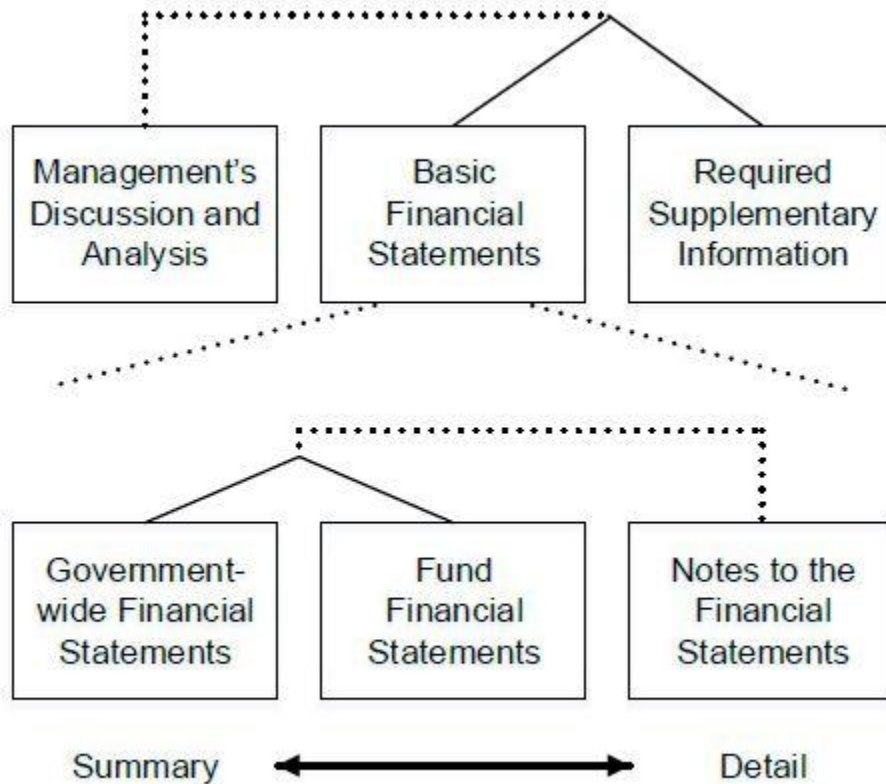 Management's
Discussion and
Analysis
Basic
Financial
Statements
Required
Supplementary
Information
Government-
wide Financial
Statements
Fund
Financial
Statements
Notes to the
Financial
Statements
Summary
Detail